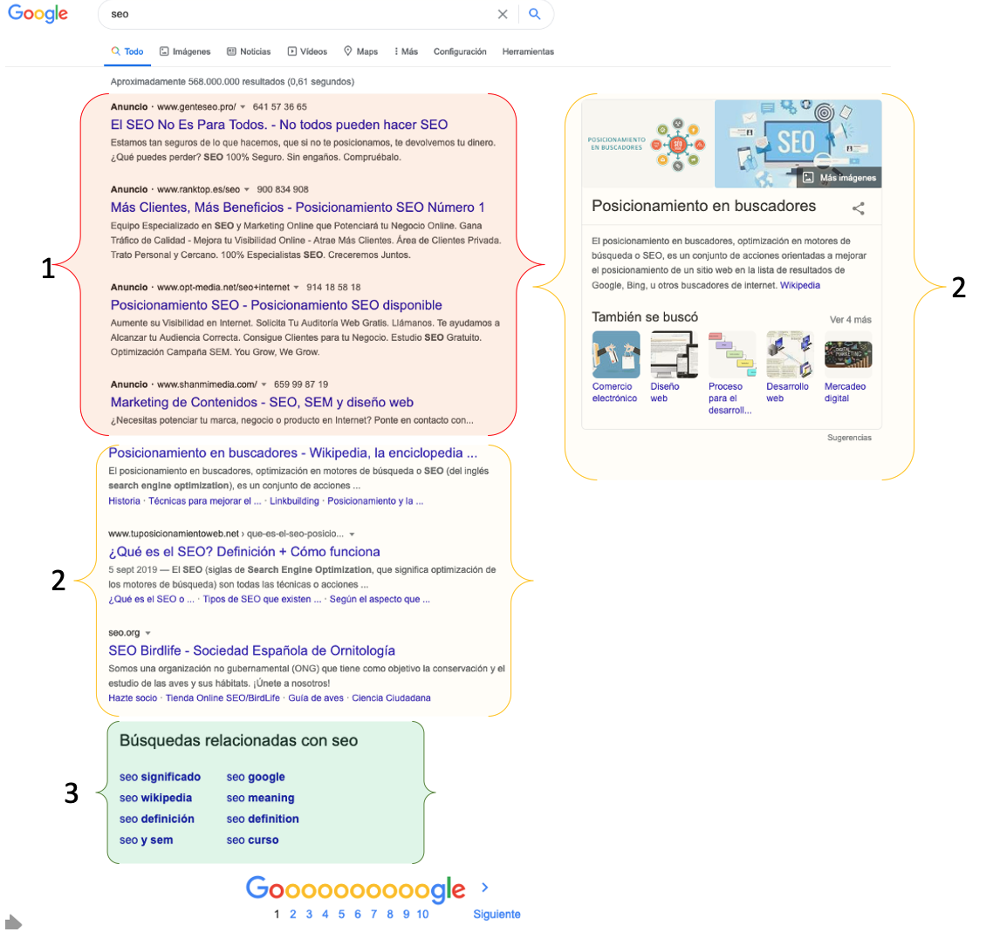 Google
seo
Todo Imágenes Noticias Vídeos Maps Más Configuración Herramientas
Aproximadamente 568.000.000 resultados (0,61 segundos)
1
Anuncio · www.genteseo.pro/ 641 57 36 65
El SEO No Es Para Todos. - No todos pueden hacer SEO
Estamos tan seguros de lo que hacemos, que si no te posicionamos, te devolvemos tu dinero.
¿Qué puedes perder? SEO 100% Seguro. Sin engaños. Compruébalo.
Anuncio · www.ranktop.es/seo 900 834 908
Más Clientes, Más Beneficios - Posicionamiento SEO Número 1
Equipo Especializado en SEO y Marketing Online que Potenciará tu Negocio Online. Gana
Tráfico de Calidad - Mejora tu Visibilidad Online - Atrae Más Clientes. Área de Clientes Privada.
Trato Personal y Cercano. 100% Especialistas SEO. Creceremos Juntos.
Anuncio · www.opt-media.net/seo+internet 914 18 58 18
Posicionamiento SEO - Posicionamiento SEO disponible
Aumente su Visibilidad en Internet. Solicita Tu Auditoría Web Gratis. Llámanos. Te ayudamos a
Alcanzar tu Audiencia Correcta. Consigue Clientes para tu Negocio. Estudio SEO Gratuito.
Optimización Campaña SEM. You Grow, We Grow.
Anuncio · www.shanmimedia.com/ 659 99 87 19
Marketing de Contenidos - SEO, SEM y diseño web
¿Necesitas potenciar tu marca, negocio o producto en Internet? Ponte en contacto con...
2
Posicionamiento en buscadores - Wikipedia, la enciclopedia ...
El posicionamiento en buscadores, optimización en motores de búsqueda o SEO (del inglés
search engine optimization), es un conjunto de acciones ...
Historia · Técnicas para mejorar el ... · Linkbuilding · Posicionamiento y la ...
www.tuposicionamientoweb.net › que-es-el-seo-posicio...
¿Qué es el SEO? Definición + Cómo funciona
5 sept 2019 — El SEO (siglas de Search Engine Optimization, que significa optimización de
los motores de búsqueda) son todas las técnicas o acciones ...
¿Qué es el SEO o ... · Tipos de SEO que existen ... · Según el aspecto que ...
seo.org
SEO Birdlife - Sociedad Española de Ornitología
Somos una organización no gubernamental (ONG) que tiene como objetivo la conservación y el
estudio de las aves y sus hábitats. ¡Únete a nosotros!
Hazte socio · Tienda Online SEO/BirdLife · Guía de aves · Ciencia Ciudadana
3
Búsquedas relacionadas con seo
seo significado seo google
seo wikipedia seo meaning
seo definición seo definition
seo y sem seo curso
Goooooooooogle
1 2 3 4 5 6 7 8 9 10 Siguiente
2
POSICIONAMIENTO
EN BUSCADORES
SEO
SEO
Más imágenes
Posicionamiento en buscadores
El posicionamiento en buscadores, optimización en motores de
búsqueda o SEO, es un conjunto de acciones orientadas a mejorar
el posicionamiento de un sitio web en la lista de resultados de
Google, Bing, u otros buscadores de internet. Wikipedia
También se buscó Ver 4 más
DIGITAL
MARKETING
Comercio Diseño Proceso Desarrollo Mercadeo
electrónico web para el web digital
desarroll...
Sugerencias